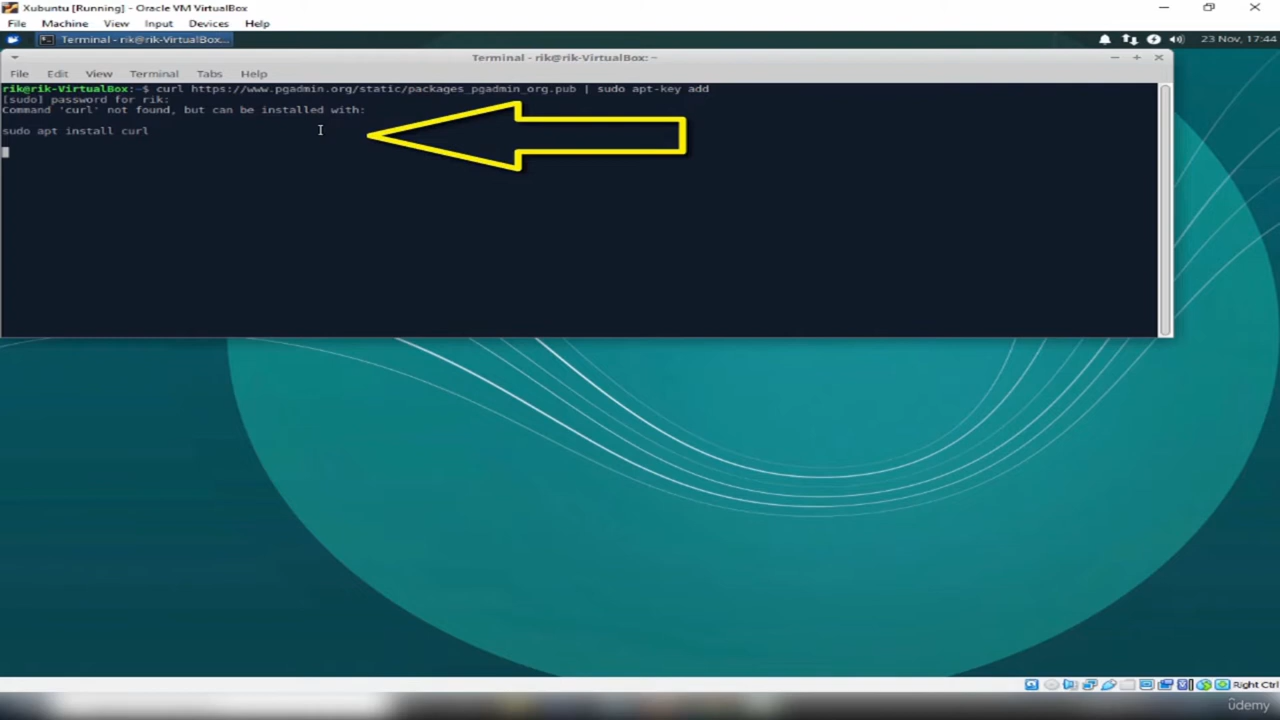 Xubuntu [Running] - Oracle VM VirtualBox
File Machine View Input Devices Help
Terminal - rik@rik-VirtualBox... 23 Nov, 17:44
Terminal - rik@rik-VirtualBox: ~
File Edit View Terminal Tabs Help
rik@rik-VirtualBox:~$ curl https://www.pgadmin.org/static/packages_pgadmin_org.pub | sudo apt-key add
[sudo] password for rik:
Command 'curl' not found, but can be installed with:
sudo apt install curl
Right Ctrl
ûdemy